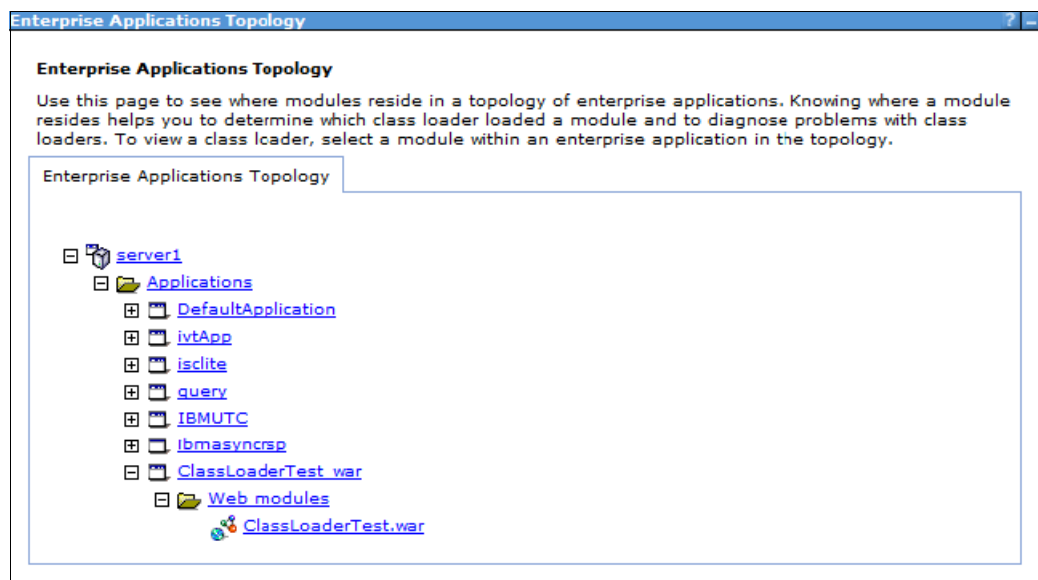 Enterprise Applications Topology ? –
Enterprise Applications Topology
Use this page to see where modules reside in a topology of enterprise applications. Knowing where a module
resides helps you to determine which class loader loaded a module and to diagnose problems with class
loaders. To view a class loader, select a module within an enterprise application in the topology.
Enterprise Applications Topology
server1
Applications
DefaultApplication
ivtApp
isclite
query
IBMUTC
Ibmasyncrsp
ClassLoaderTest_war
Web modules
ClassLoaderTest.war